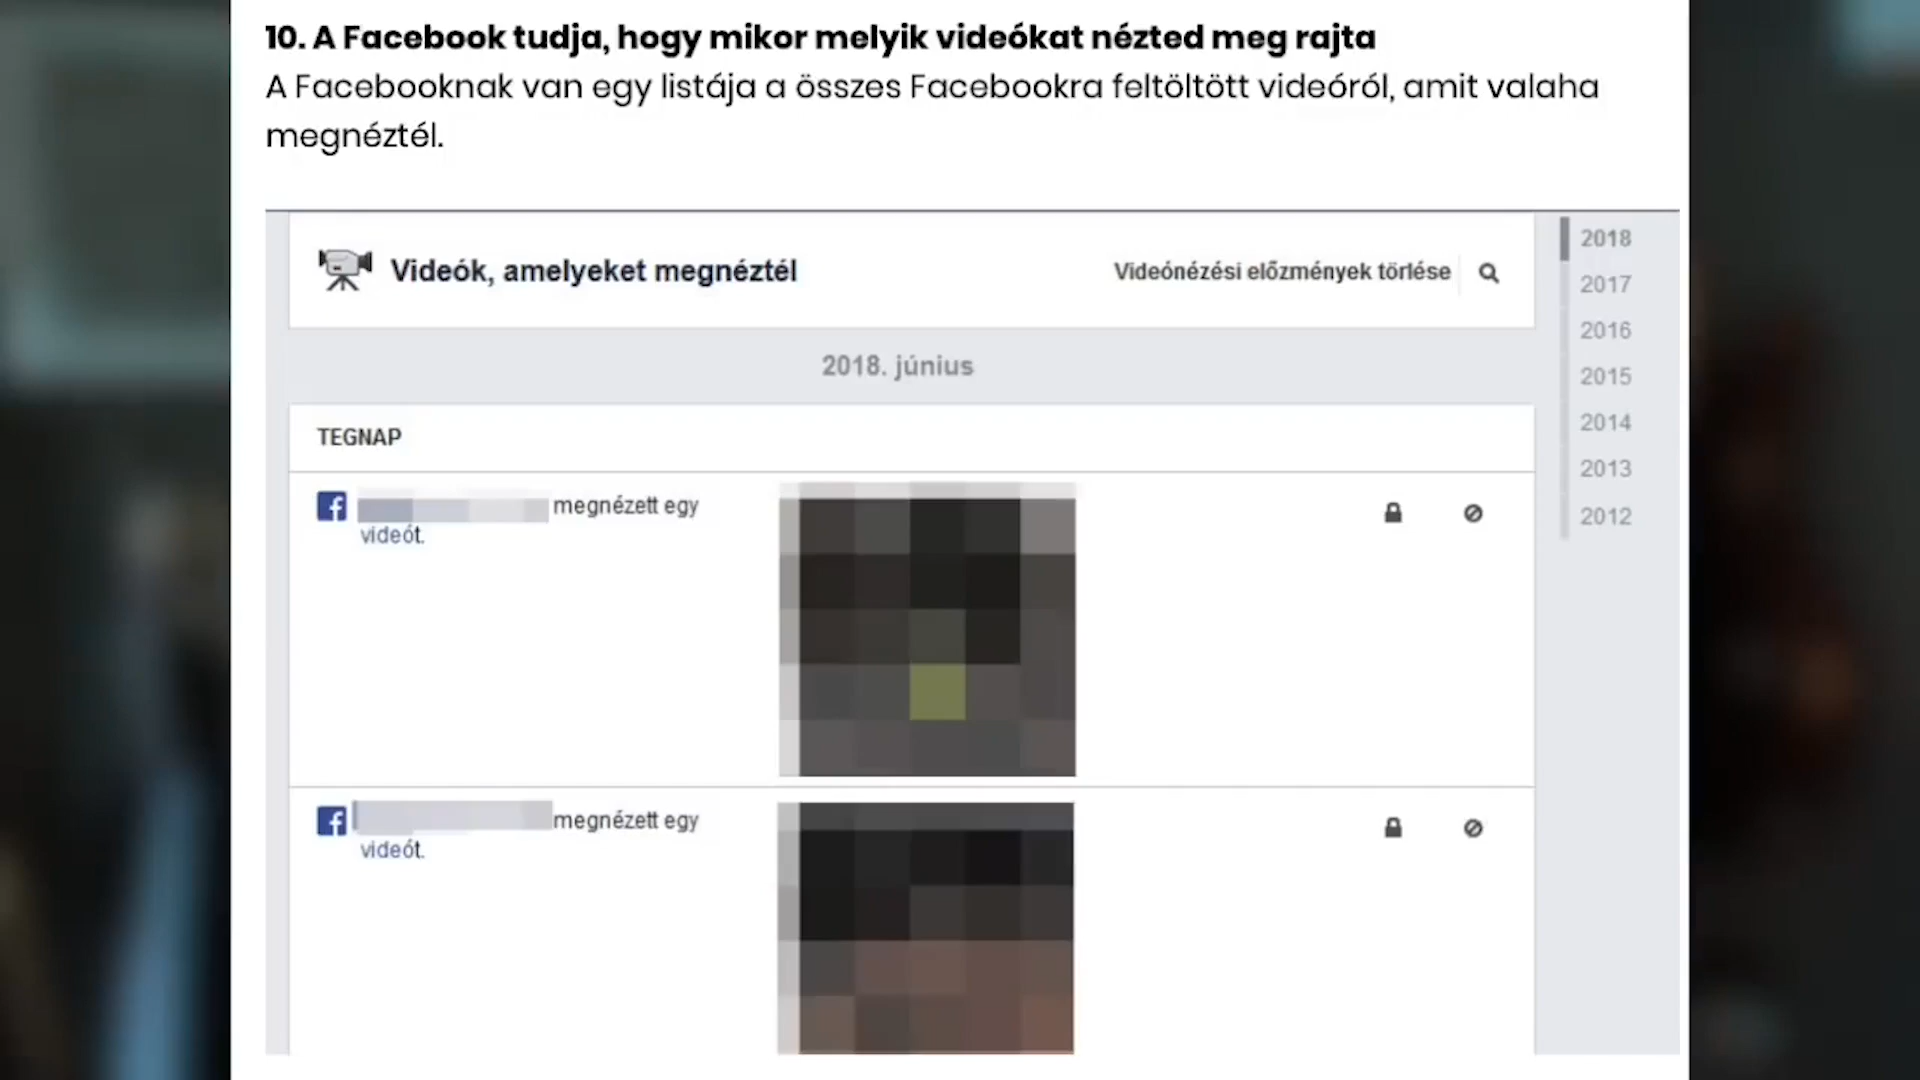 10. A Facebook tudja, hogy mikor melyik videókat nézted meg rajta
A Facebooknak van egy listája a összes Facebookra feltöltött videóról, amit valaha
megnéztél.
Videók, amelyeket megnéztél
Videónézési előzmények törlése
2018
2017
2016
2015
2014
2013
2012
2018. június
TEGNAP
megnézett egy
videót.
megnézett egy
videót.